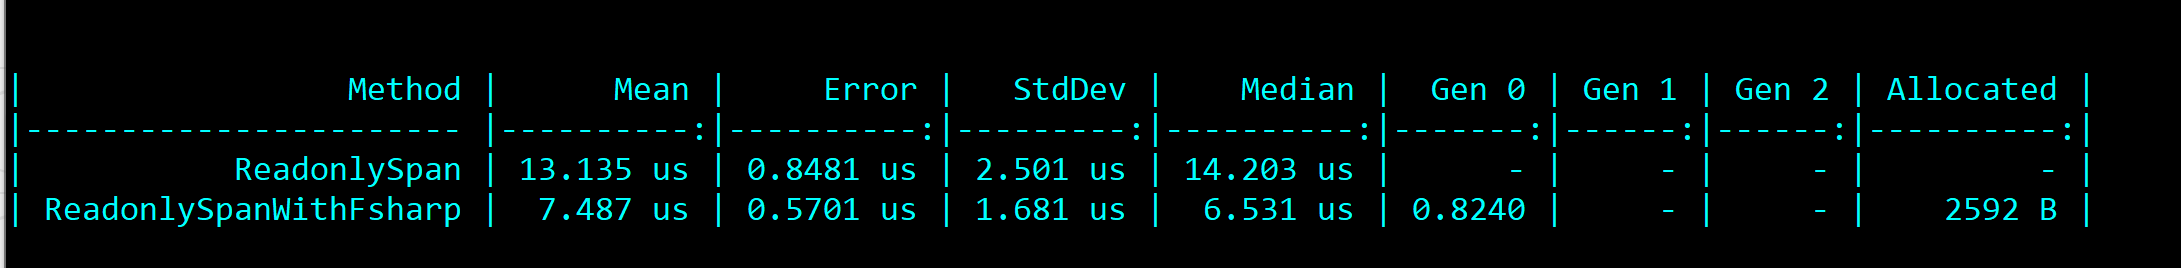 | Method | Mean | Error | StdDev | Median | Gen 0 | Gen 1 | Gen 2 | Allocated |
|----------------------- |----------:|----------:|---------:|----------:|-------:|------:|------:|----------:|
| ReadonlySpan | 13.135 us | 0.8481 us | 2.501 us | 14.203 us | - | - | - | - |
| ReadonlySpanWithFsharp | 7.487 us | 0.5701 us | 1.681 us | 6.531 us | 0.8240 | - | - | 2592 B |